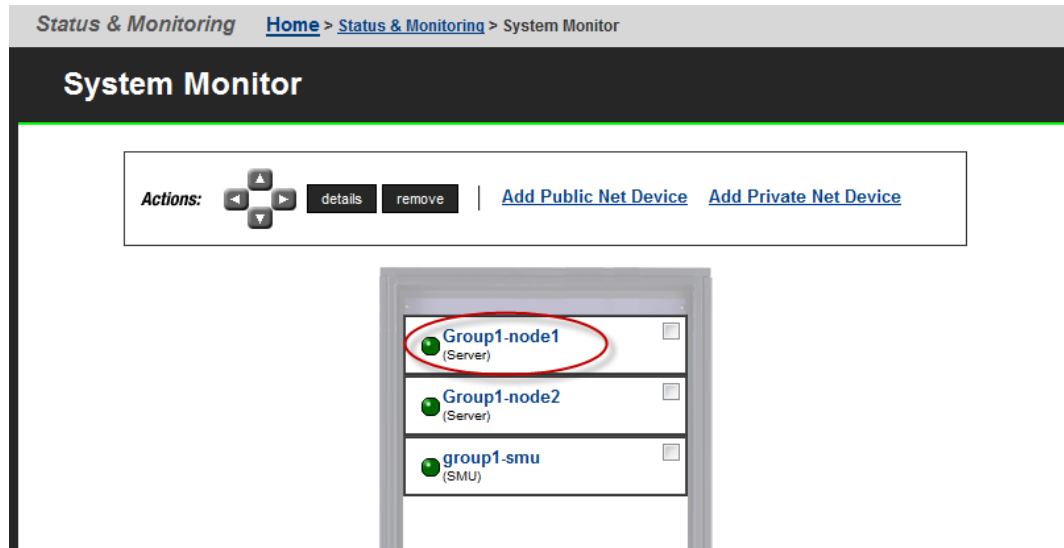 Status & Monitoring Home > Status & Monitoring > System Monitor
System Monitor
Actions: details remove | Add Public Net Device Add Private Net Device
Group1-node1
(Server)
Group1-node2
(Server)
group1-smu
(SMU)